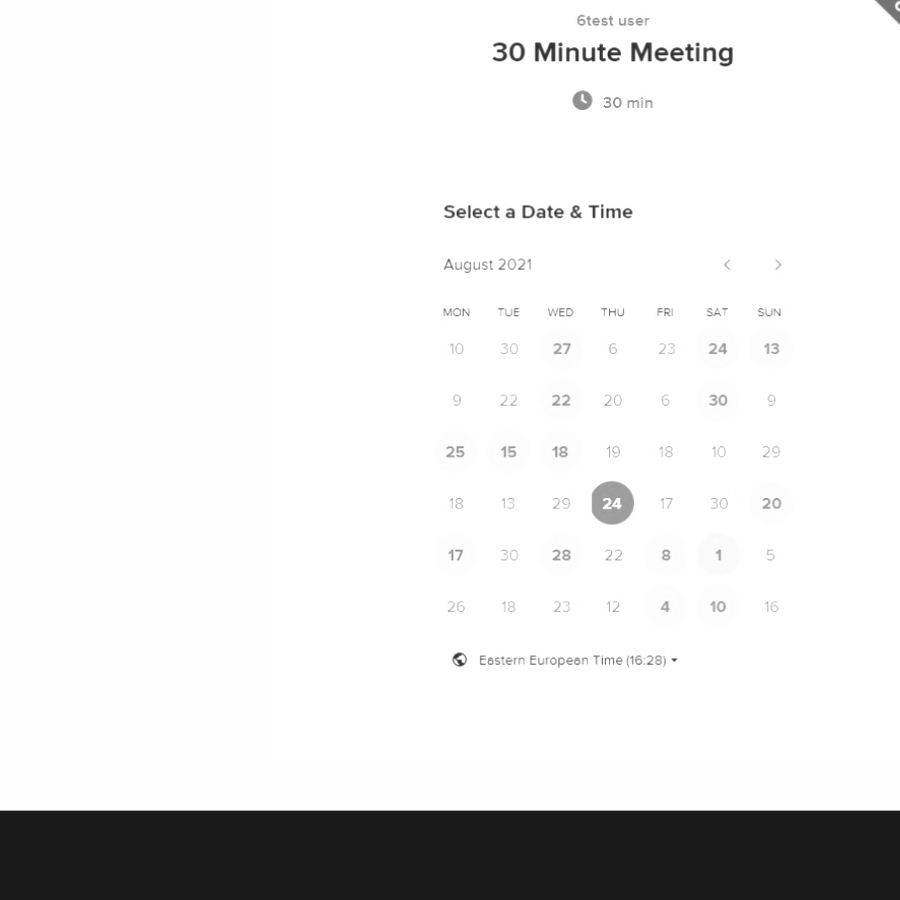 6test user
30 Minute Meeting
30 min
Select a Date & Time
August 2021
MON TUE WED THU FRI SAT SUN
10 30 27 6 23 24 13
9 22 22 20 6 30 9
25 15 18 19 18 10 29
18 13 29 24 17 30 20
17 30 28 22 8 1 5
26 18 23 12 4 10 16
Eastern European Time (16:28)